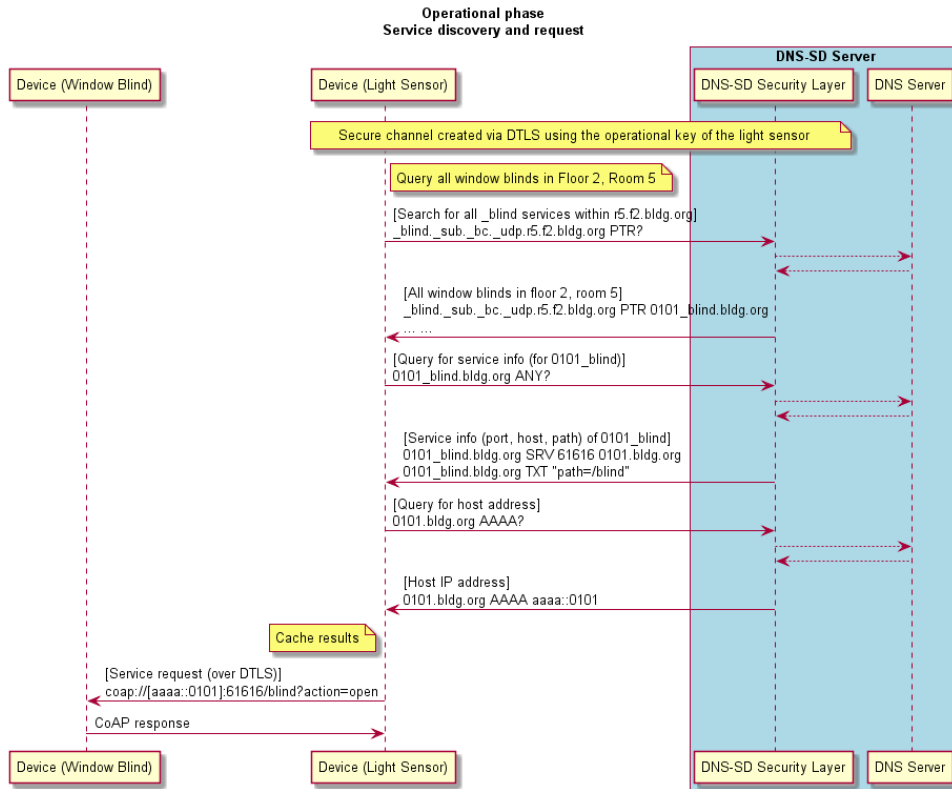 Operational phase
Service discovery and request
DNS-SD Server
Device (Window Blind)
Device (Light Sensor)
DNS-SD Security Layer
DNS Server
Secure channel created via DTLS using the operational key of the light sensor
Query all window blinds in Floor 2, Room 5
[Search for all _blind services within r5.f2.bldg.org]
_blind._sub._bc._udp.r5.f2.bldg.org PTR?
[All window blinds in floor 2, room 5]
_blind._sub._bc._udp.r5.f2.bldg.org PTR 0101_blind.bldg.org
... ...
[Query for service info (for 0101_blind)]
0101_blind.bldg.org ANY?
[Service info (port, host, path) of 0101_blind]
0101_blind.bldg.org SRV 61616 0101.bldg.org
0101_blind.bldg.org TXT "path=/blind"
[Query for host address]
0101.bldg.org AAAA?
[Host IP address]
0101.bldg.org AAAA aaaa::0101
Cache results
[Service request (over DTLS)]
coap://[aaaa::0101]:61616/blind?action=open
CoAP response
Device (Window Blind)
Device (Light Sensor)
DNS-SD Security Layer
DNS Server